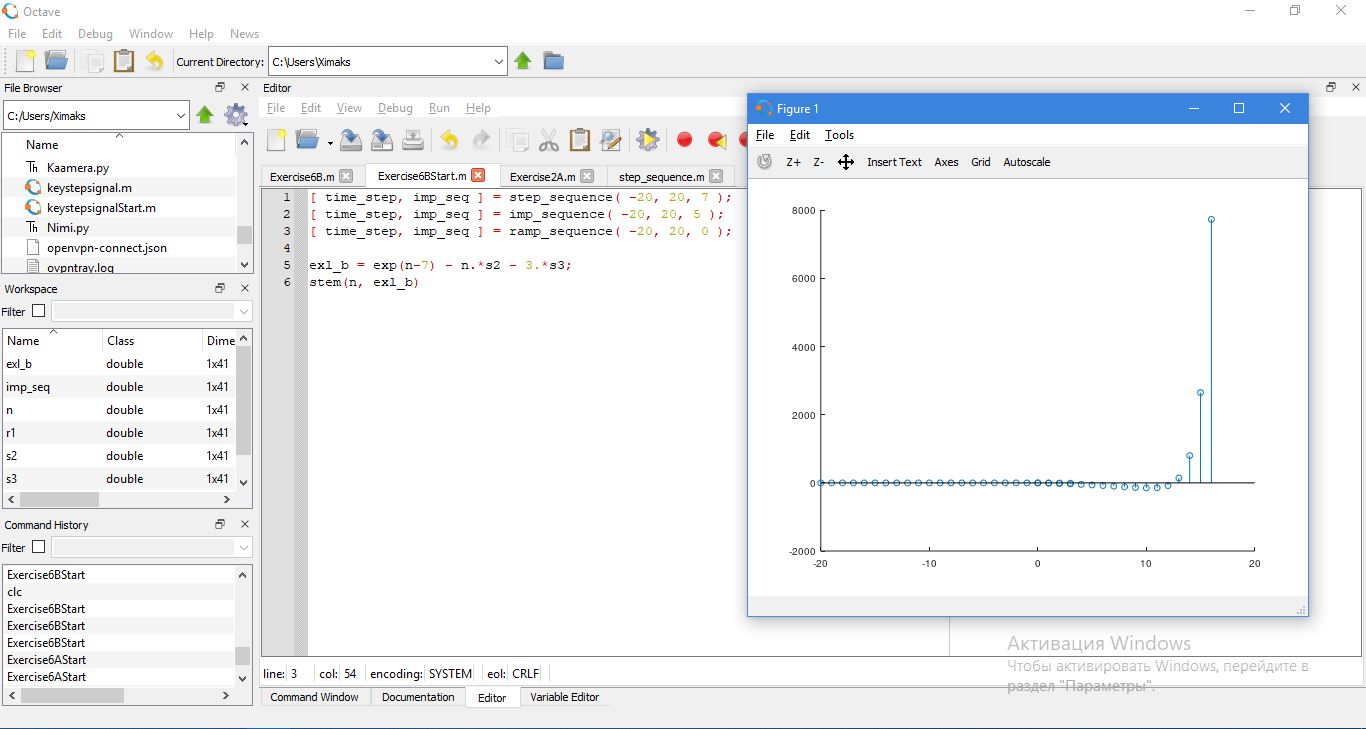 Octave
File Edit Debug Window Help News
Current Directory: C:\Users\Ximaks
File Browser
C:/Users/Ximaks
Name
Kaamera.py
keystepsignal.m
keystepsignalStart.m
Nimi.py
openvpn-connect.json
ovpntray.log
Workspace
Filter
Name Class Dime
exl_b double 1x41
imp_seq double 1x41
n double 1x41
r1 double 1x41
s2 double 1x41
s3 double 1x41
Command History
Filter
Exercise6BStart
clc
Exercise6BStart
Exercise6BStart
Exercise6BStart
Exercise6AStart
Exercise6AStart
Editor
File Edit View Debug Run Help
Exercise6B.m Exercise6BStart.m Exercise2A.m step_sequence.m
1 [ time_step, imp_seq ] = step_sequence( -20, 20, 7 );
2 [ time_step, imp_seq ] = imp_sequence( -20, 20, 5 );
3 [ time_step, imp_seq ] = ramp_sequence( -20, 20, 0 );
4
5 exl_b = exp(n-7) - n.*s2 - 3.*s3;
6 stem(n, exl_b)
line: 3 col: 54 encoding: SYSTEM eol: CRLF
Command Window Documentation Editor Variable Editor
Figure 1
File Edit Tools
Z+ Z- Insert Text Axes Grid Autoscale
8000
6000
4000
2000
0
-2000
-20 -10 0 10 20
Активация Windows
Чтобы активировать Windows, перейдите в
раздел "Параметры".